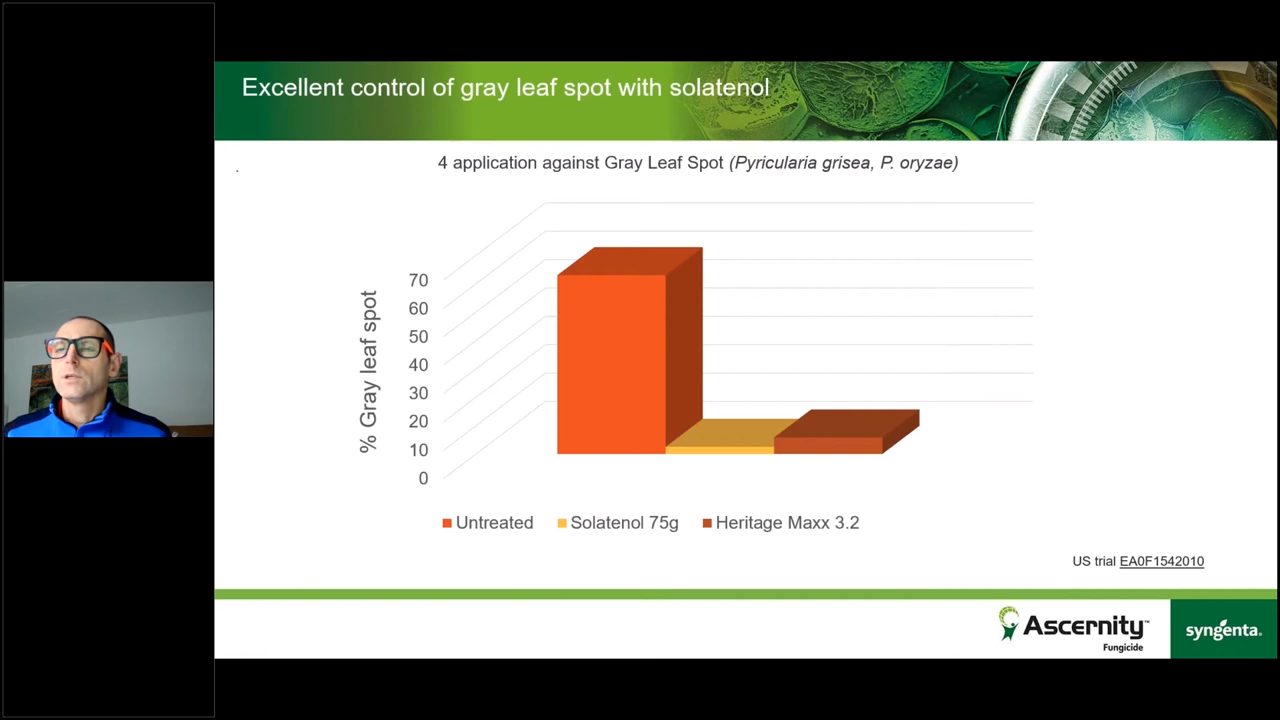 Excellent control of gray leaf spot with solatenol
4 application against Gray Leaf Spot (Pyricularia grisea, P. oryzae)
% Gray leaf spot
70
60
50
40
30
20
10
0
Untreated
Solatenol 75g
Heritage Maxx 3.2
US trial EA0F1542010
Ascernity™
Fungicide
syngenta.